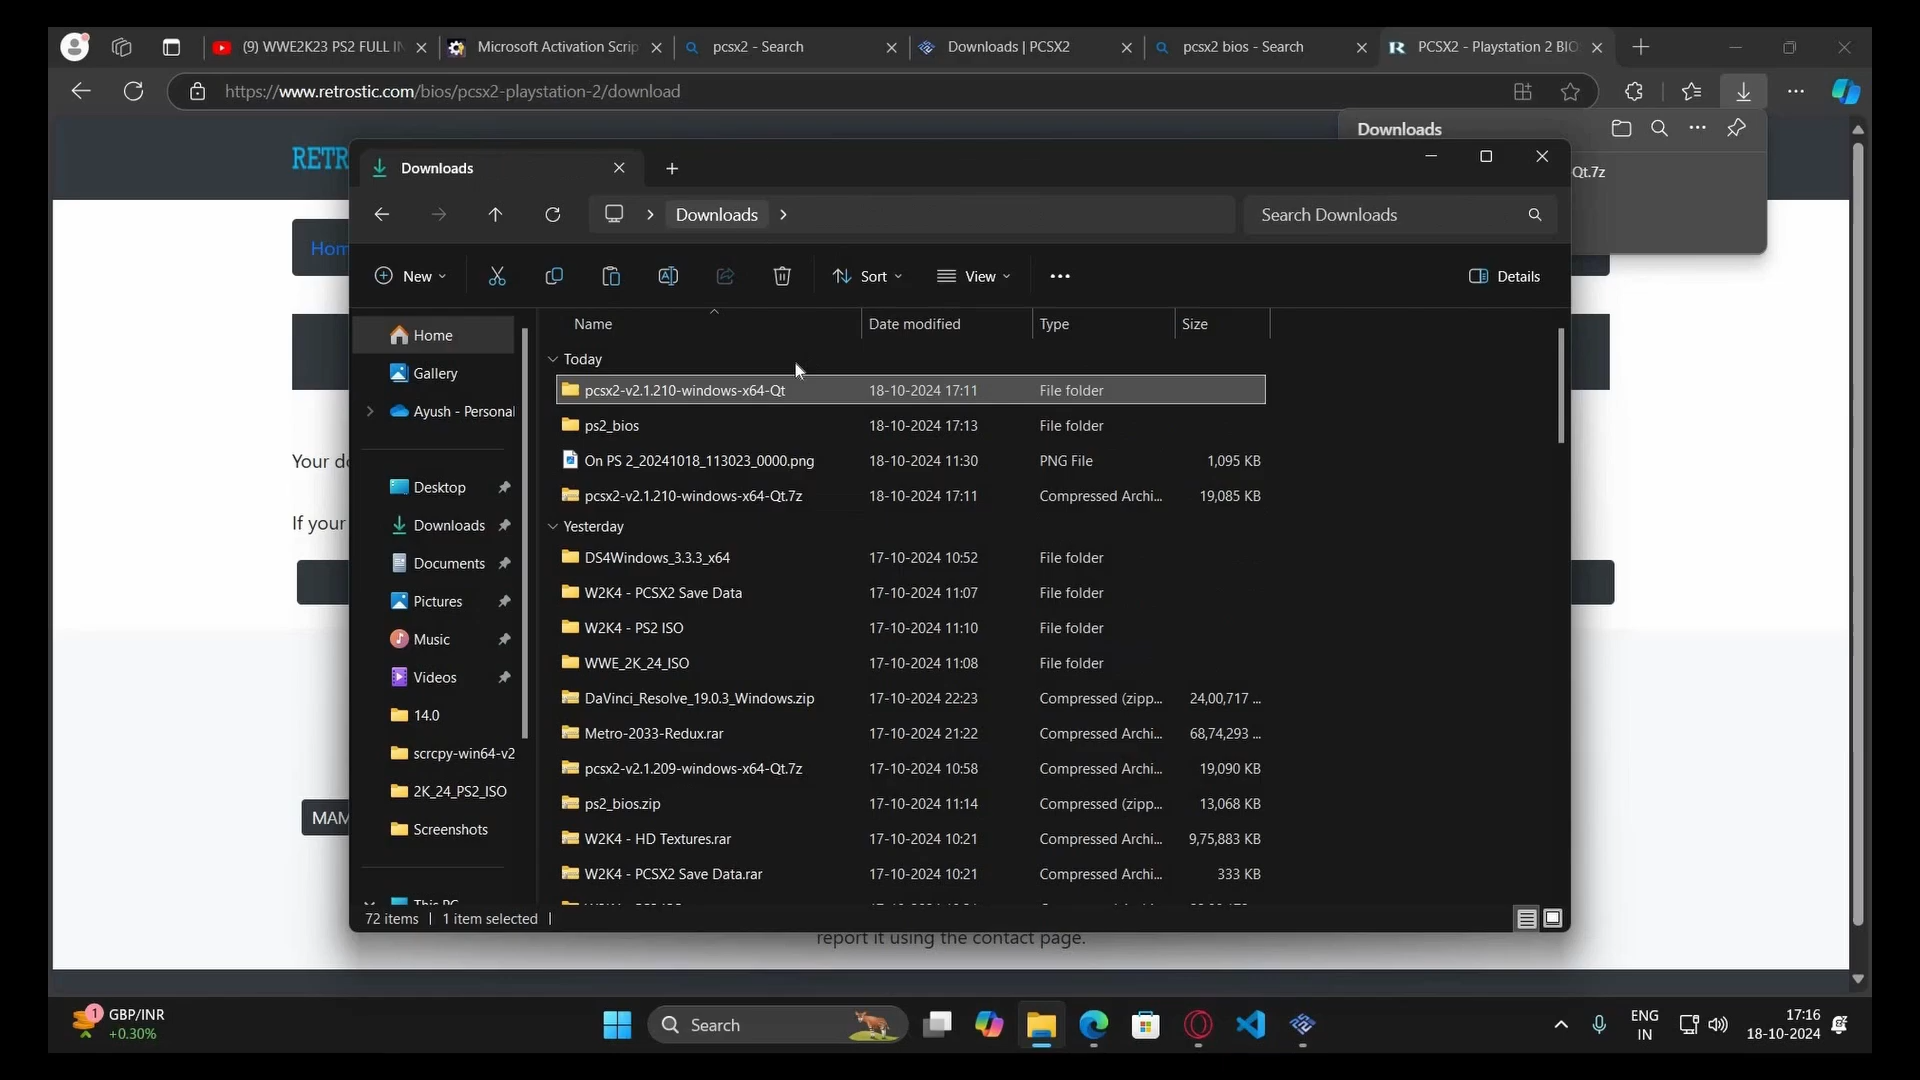 (9) WWE2K23 PS2 FULL IN
Microsoft Activation Scrip
pcsx2 - Search
Downloads | PCSX2
pcsx2 bios - Search
PCSX2 - Playstation 2 BIO
https://www.retrostic.com/bios/pcsx2-playstation-2/download
Downloads
Qt.7z
RETR
Hom
Your do
If your
MAM
report it using the contact page.
Downloads
Downloads
Search Downloads
New
Sort
View
Details
Home
Gallery
Ayush - Personal
Desktop
Downloads
Documents
Pictures
Music
Videos
14.0
scrcpy-win64-v2
2K_24_PS2_ISO
Screenshots
This PC
Name Date modified Type Size
Today
pcsx2-v2.1.210-windows-x64-Qt 18-10-2024 17:11 File folder
ps2_bios 18-10-2024 17:13 File folder
On PS 2_20241018_113023_0000.png 18-10-2024 11:30 PNG File 1,095 KB
pcsx2-v2.1.210-windows-x64-Qt.7z 18-10-2024 17:11 Compressed Archi... 19,085 KB
Yesterday
DS4Windows_3.3.3_x64 17-10-2024 10:52 File folder
W2K4 - PCSX2 Save Data 17-10-2024 11:07 File folder
W2K4 - PS2 ISO 17-10-2024 11:10 File folder
WWE_2K_24_ISO 17-10-2024 11:08 File folder
DaVinci_Resolve_19.0.3_Windows.zip 17-10-2024 22:23 Compressed (zipp... 24,00,717 ...
Metro-2033-Redux.rar 17-10-2024 21:22 Compressed Archi... 68,74,293 ...
pcsx2-v2.1.209-windows-x64-Qt.7z 17-10-2024 10:58 Compressed Archi... 19,090 KB
ps2_bios.zip 17-10-2024 11:14 Compressed (zipp... 13,068 KB
W2K4 - HD Textures.rar 17-10-2024 10:21 Compressed Archi... 9,75,883 KB
W2K4 - PCSX2 Save Data.rar 17-10-2024 10:21 Compressed Archi... 333 KB
72 items 1 item selected
1
GBP/INR
+0.30%
Search
ENG
IN
17:16
18-10-2024